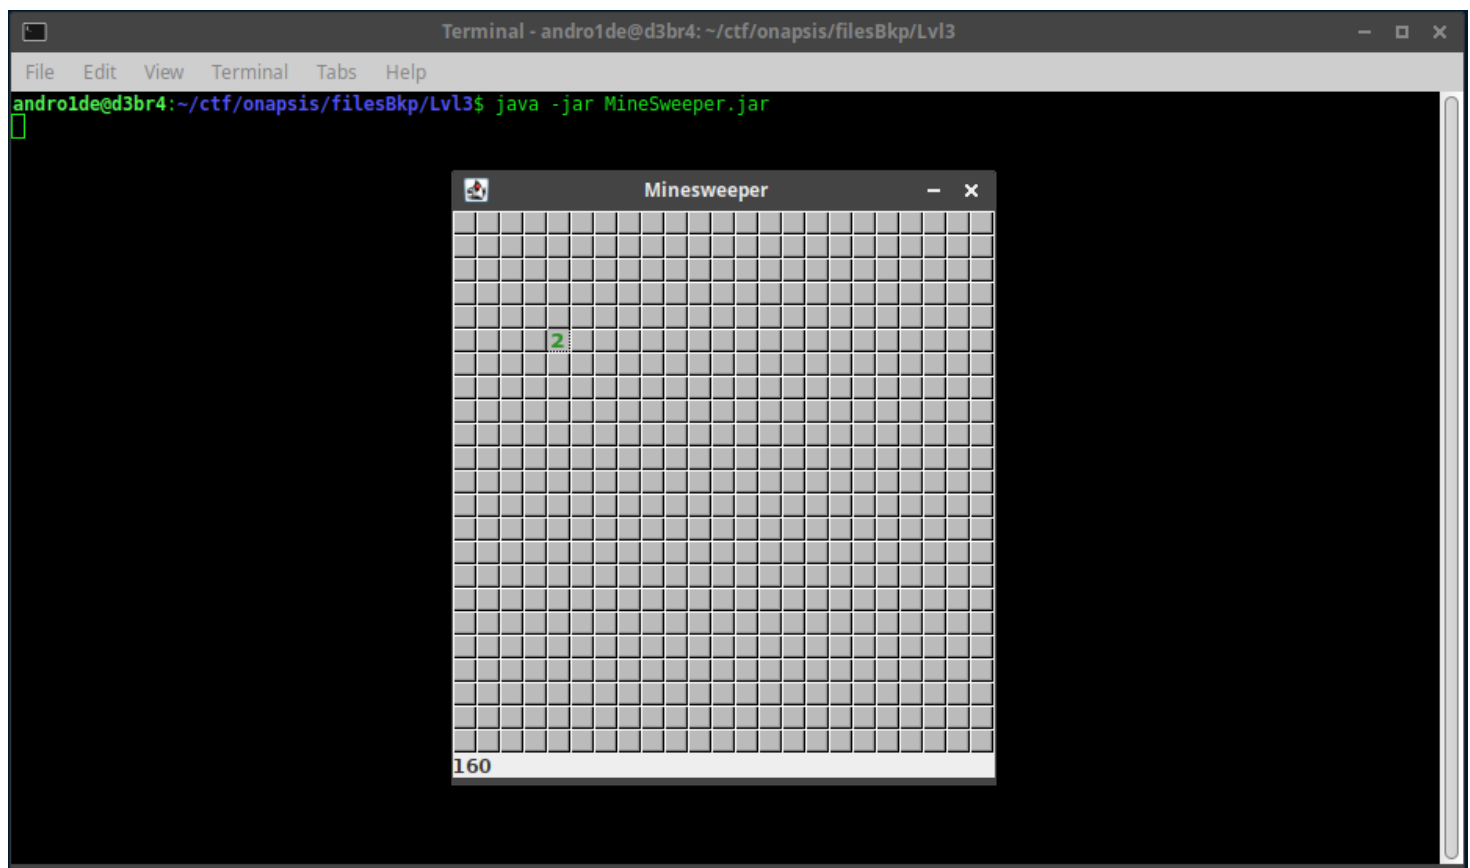 Terminal - andro1de@d3br4: ~/ctf/onapsis/filesBkp/Lvl3
File Edit View Terminal Tabs Help
andro1de@d3br4:~/ctf/onapsis/filesBkp/Lvl3$ java -jar MineSweeper.jar
Minesweeper
2
160